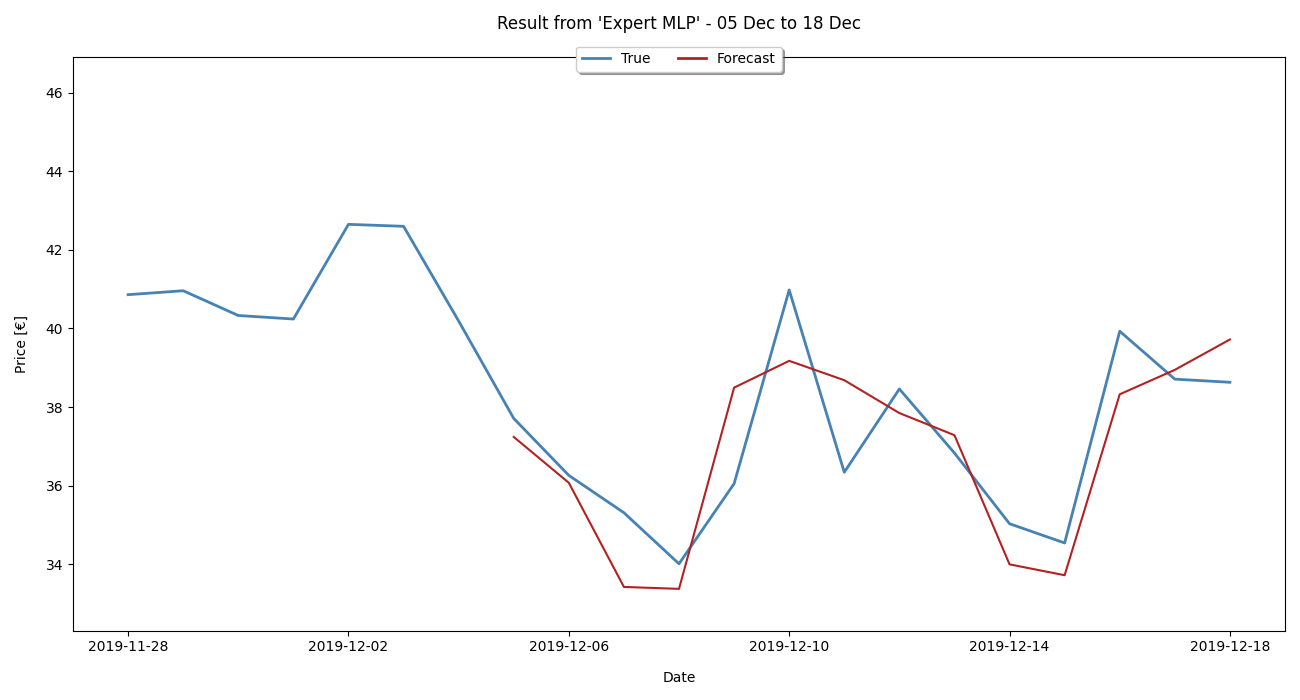 Result from 'Expert MLP' - 05 Dec to 18 Dec
True Forecast
46
44
42
40
38
36
34
Price [€]
2019-11-28 2019-12-02 2019-12-06 2019-12-10 2019-12-14 2019-12-18
Date